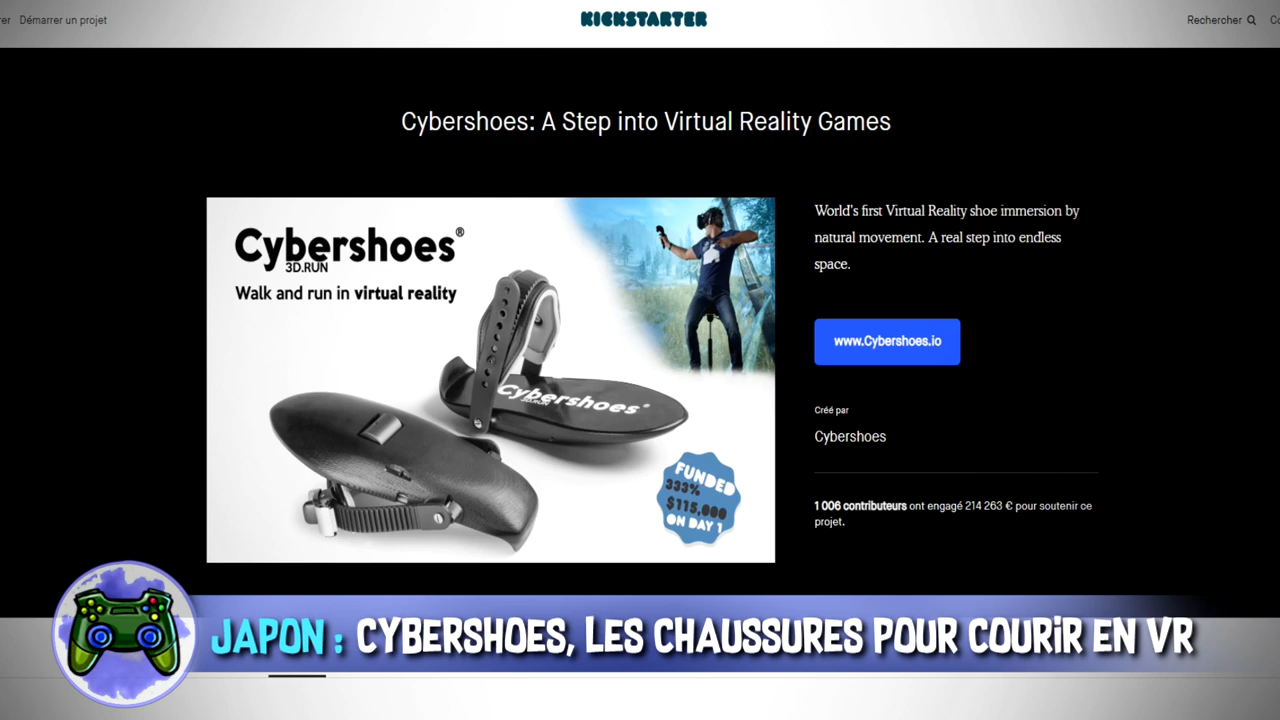 Démarrer un projet
KICKSTARTER
Rechercher
Cybershoes: A Step into Virtual Reality Games
Cybershoes®
3D.RUN
Walk and run in virtual reality
Cybershoes®
3D.RUN
FUNDED
333%
$115,000
ON DAY 1
World's first Virtual Reality shoe immersion by
natural movement. A real step into endless
space.
www.Cybershoes.io
Créé par
Cybershoes
1 006 contributeurs ont engagé 214 263 € pour soutenir ce
projet.
JAPON : CYBERSHOES, LES CHAUSSURES POUR COURIR EN VR